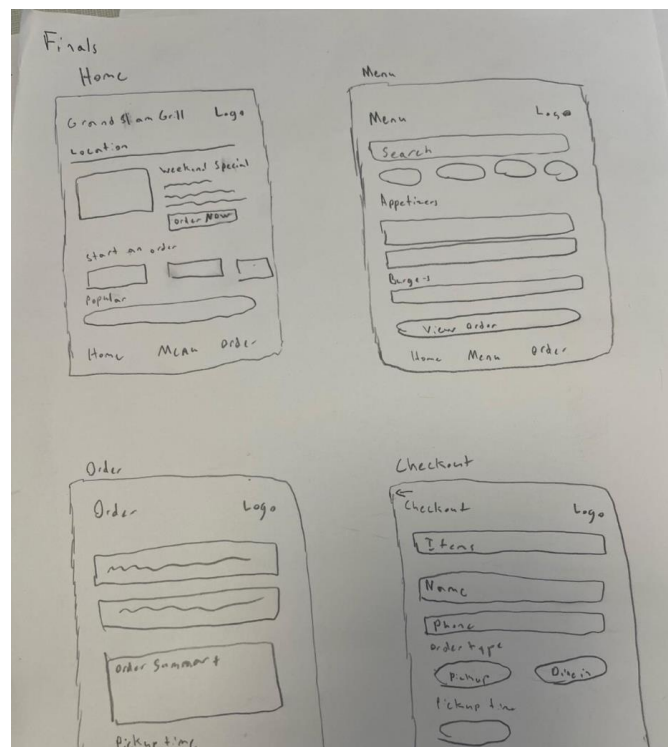 Finals
Home
Grand Slam Grill Logo
Location
Weekend Special
Order Now
Start an order
Popular
Home Menu Order
Menu
Menu Logo
Search
Appetizers
Burgers
View order
Home Menu Order
Order
Order Logo
Order Summary
Pickup time
Checkout
Checkout Logo
Items
Name
Phone
Order type
Pickup Dine in
Pickup time